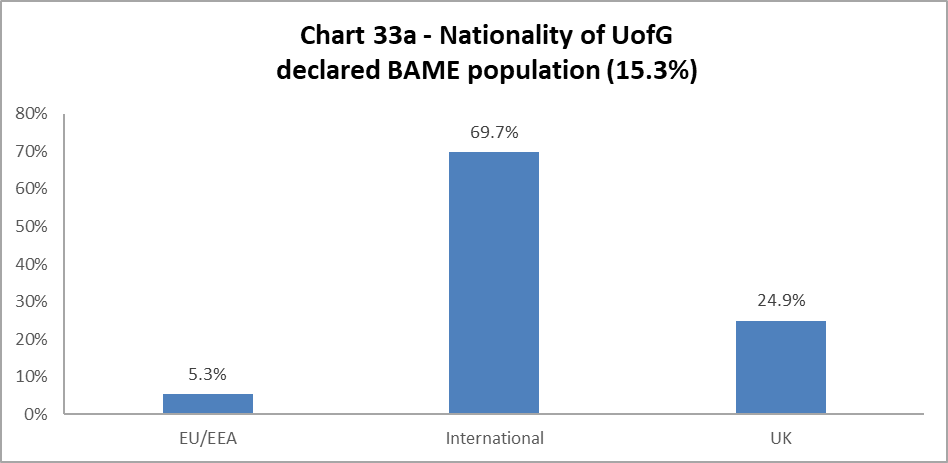 Chart 33a - Nationality of UofG
declared BAME population (15.3%)
80%
70%
60%
50%
40%
30%
20%
10%
0%
5.3%
69.7%
24.9%
EU/EEA
International
UK